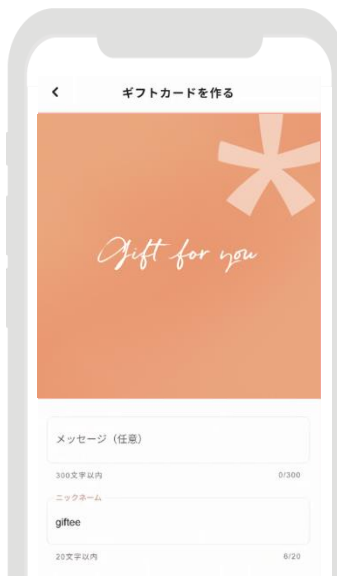 ギフトカードを作る
Gift for you
メッセージ（任意）
300文字以内 0/300
ニックネーム
giftee
20文字以内 6/20